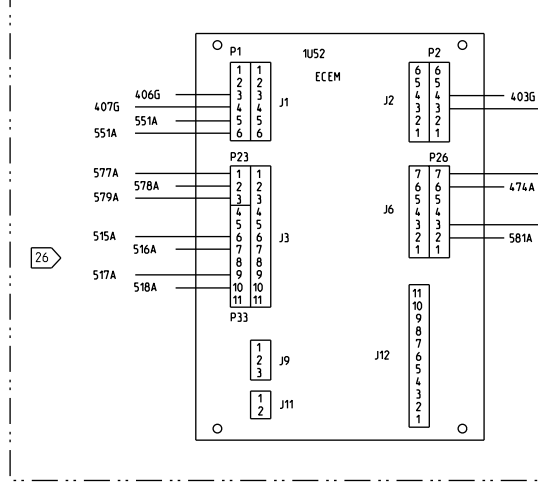 P1 1U52 P2
ECEM
1 1
2 2
3 3
4 4
5 5
6 6
J1
406G
407G
551A
551A
6 6
5 5
4 4
3 3
2 2
1 1
J2
403G
P23
1 1
2 2
3 3
4 4
5 5
6 6
7 7
8 8
9 9
10 10
11 11
J3
P33
577A
578A
579A
515A
516A
517A
518A
26
P26
7 7
6 6
5 5
4 4
3 3
2 2
1 1
J6
474A
581A
1
2
3
J9
1
2
J11
11
10
9
8
7
6
5
4
3
2
1
J12